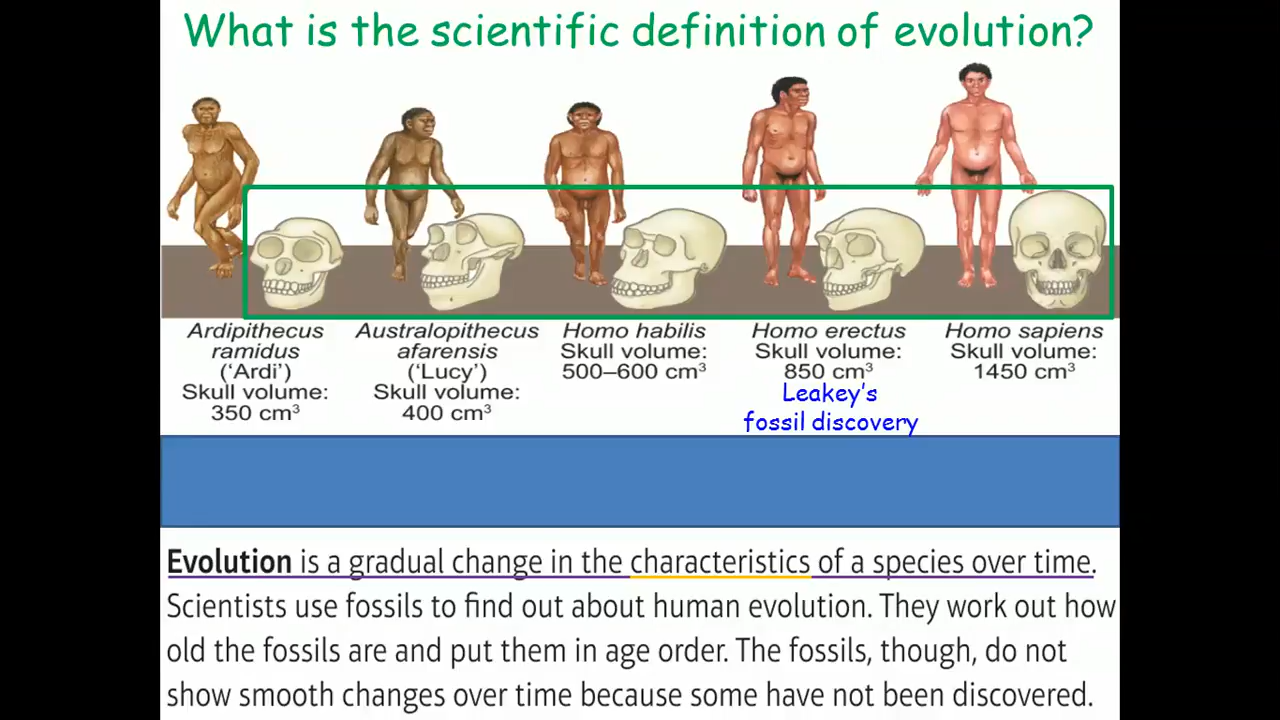 What is the scientific definition of evolution?
Ardipithecus
ramidus
('Ardi')
Skull volume:
350 cm³
Australopithecus
afarensis
('Lucy')
Skull volume:
400 cm³
Homo habilis
Skull volume:
500–600 cm³
Homo erectus
Skull volume:
850 cm³
Leakey's
fossil discovery
Homo sapiens
Skull volume:
1450 cm³
Evolution is a gradual change in the characteristics of a species over time.
Scientists use fossils to find out about human evolution. They work out how
old the fossils are and put them in age order. The fossils, though, do not
show smooth changes over time because some have not been discovered.